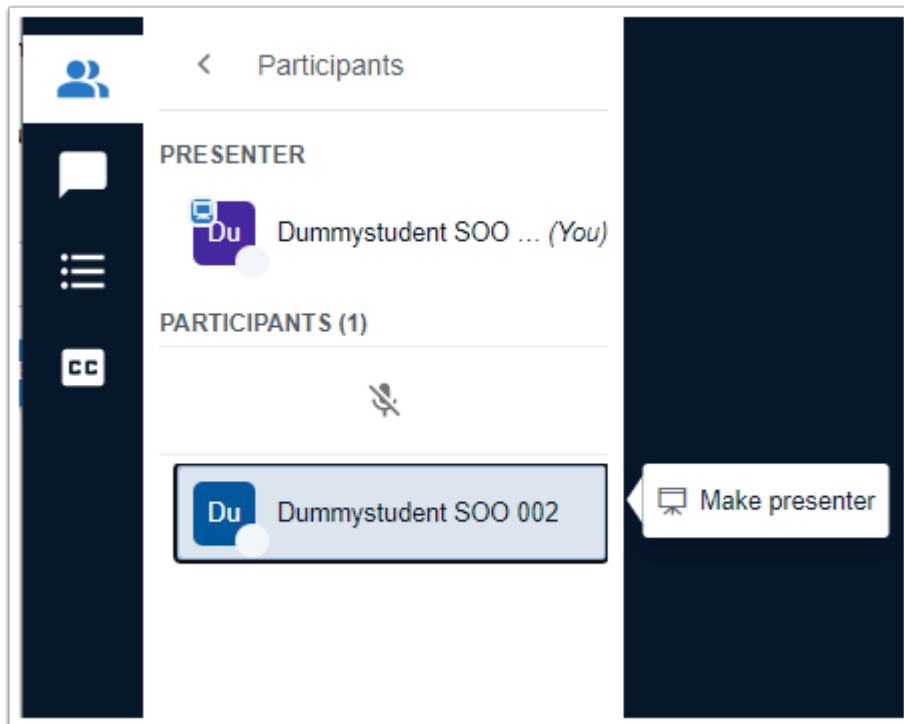 Participants
PRESENTER
Du
Dummystudent SOO ... (You)
PARTICIPANTS (1)
CC
Du
Dummystudent SOO 002
Make presenter